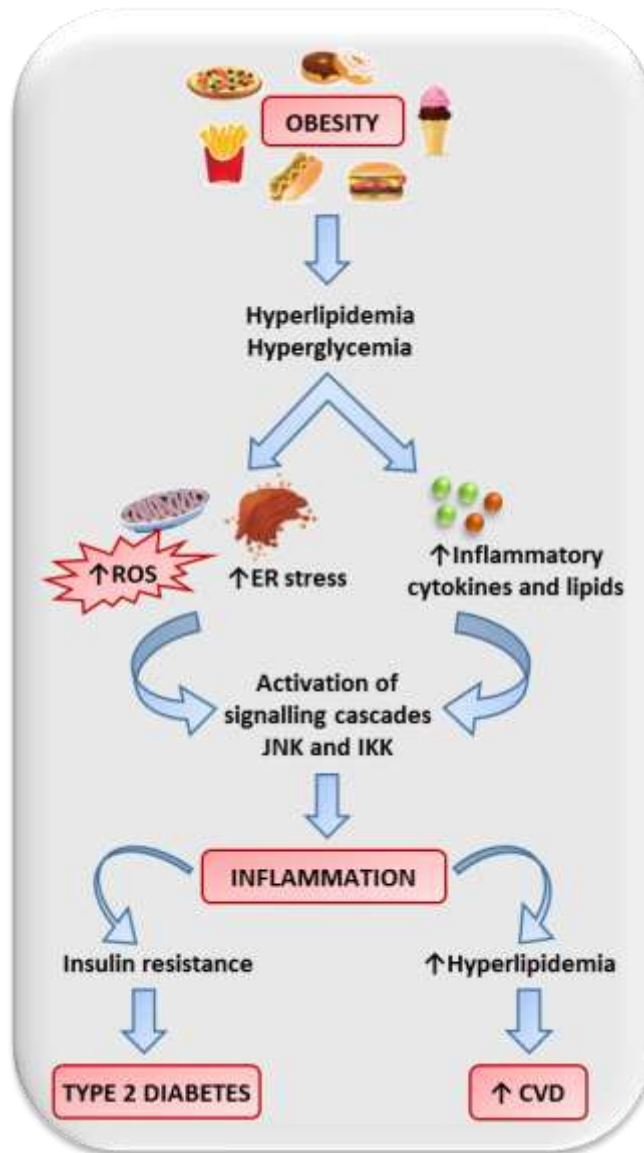 OBESITY
Hyperlipidemia
Hyperglycemia
↑ROS
↑ER stress
↑Inflammatory
cytokines and lipids
Activation of
signalling cascades
JNK and IKK
INFLAMMATION
Insulin resistance
↑Hyperlipidemia
TYPE 2 DIABETES
↑ CVD